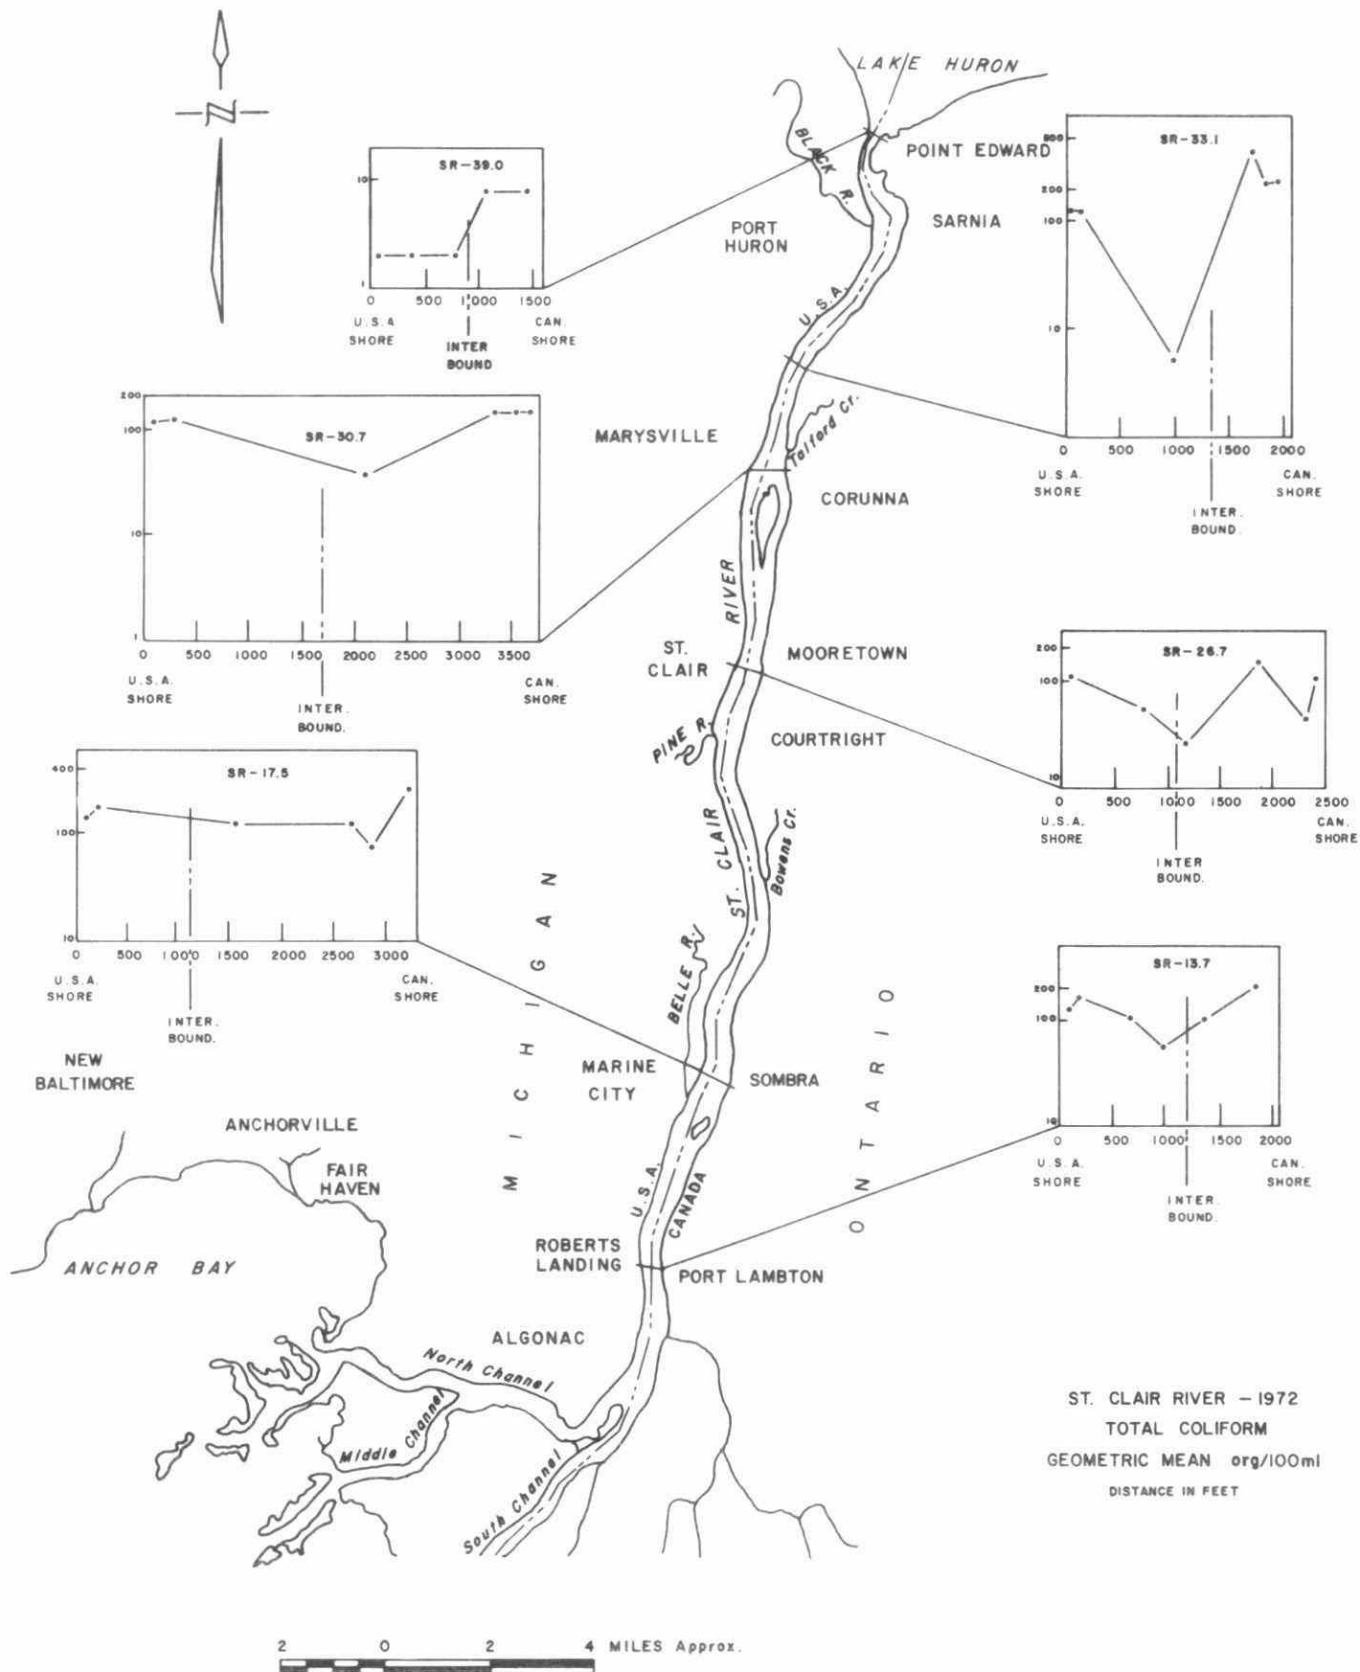 LAKE HURON
N
POINT EDWARD
BLACK R.
SARNIA
PORT
HURON
U.S.A.
SR-39.0
10
1
0 500 1000 1500
U.S.A
SHORE
CAN.
SHORE
INTER
BOUND
SR-33.1
200
100
10
0 500 1000 1500 2000
U.S.A.
SHORE
CAN.
SHORE
INTER.
BOUND.
SR-30.7
200
100
10
1
0 500 1000 1500 2000 2500 3000 3500
U.S.A.
SHORE
CAN.
SHORE
INTER.
BOUND.
MARYSVILLE
Talford Cr.
CORUNNA
RIVER
ST.
CLAIR
MOORETOWN
SR-26.7
200
100
10
0 500 1000 1500 2000 2500
U.S.A.
SHORE
CAN.
SHORE
INTER
BOUND.
PINE R.
COURTRIGHT
SR-17.5
400
100
10
0 500 1000 1500 2000 2500 3000
U.S.A.
SHORE
CAN.
SHORE
INTER.
BOUND.
ST. CLAIR
Bowens Cr.
MICHIGAN
BELLE R.
ONTARIO
SR-13.7
200
100
10
0 500 1000 1500 2000
U.S.A.
SHORE
CAN.
SHORE
INTER.
BOUND.
NEW
BALTIMORE
MARINE
CITY
SOMBRA
ANCHORVILLE
FAIR
HAVEN
U.S.A.
CANADA
ANCHOR BAY
ROBERTS
LANDING
PORT LAMBTON
ALGONAC
North Channel
Middle Channel
South Channel
ST. CLAIR RIVER - 1972
TOTAL COLIFORM
GEOMETRIC MEAN org/100ml
DISTANCE IN FEET
2 0 2 4 MILES Approx.